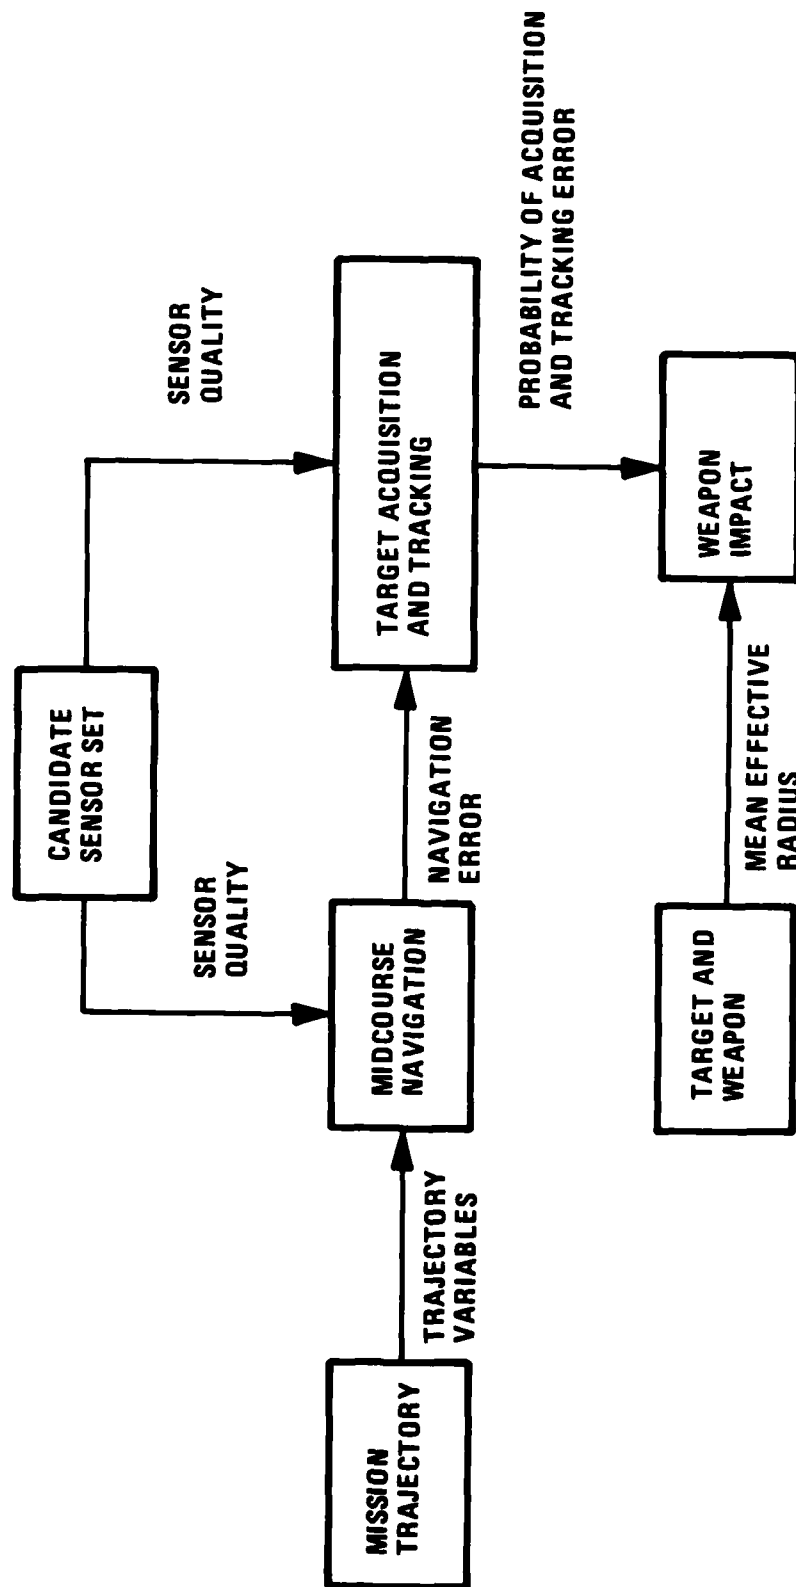 CANDIDATE
SENSOR SET
SENSOR
QUALITY
SENSOR
QUALITY
MISSION
TRAJECTORY
TRAJECTORY
VARIABLES
MIDCOURSE
NAVIGATION
NAVIGATION
ERROR
TARGET ACQUISITION
AND TRACKING
PROBABILITY OF ACQUISITION
AND TRACKING ERROR
TARGET AND
WEAPON
MEAN EFFECTIVE
RADIUS
WEAPON
IMPACT